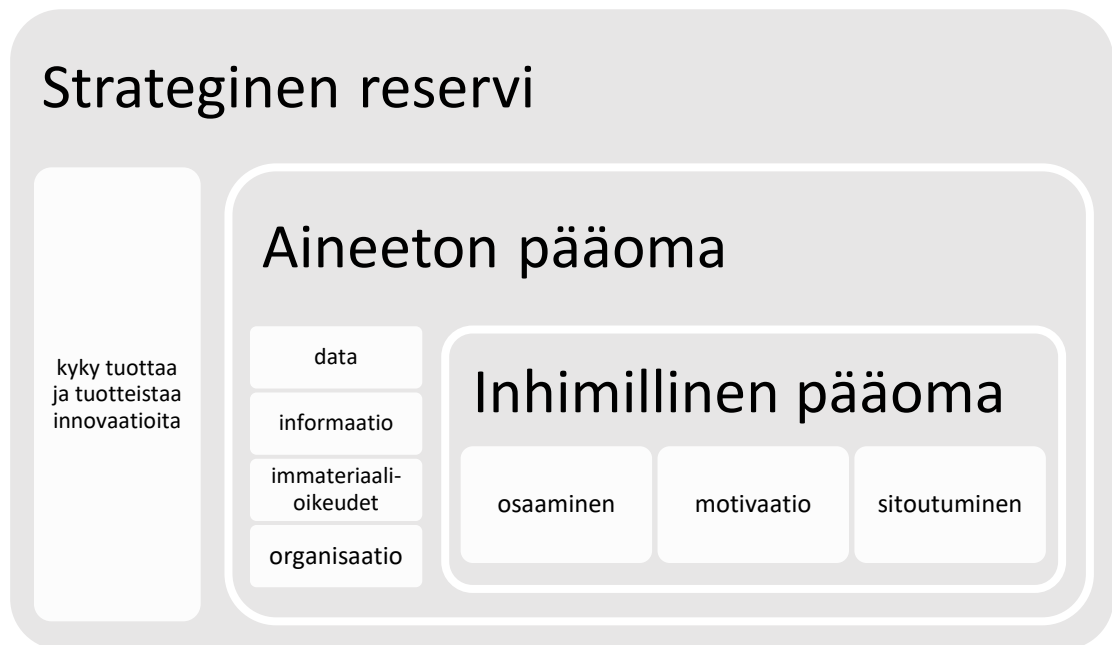 Strateginen reservi
kyky tuottaa
ja tuotteistaa
innovaatioita
Aineeton pääoma
data
informaatio
immateriaali-
oikeudet
organisaatio
Inhimillinen pääoma
osaaminen
motivaatio
sitoutuminen